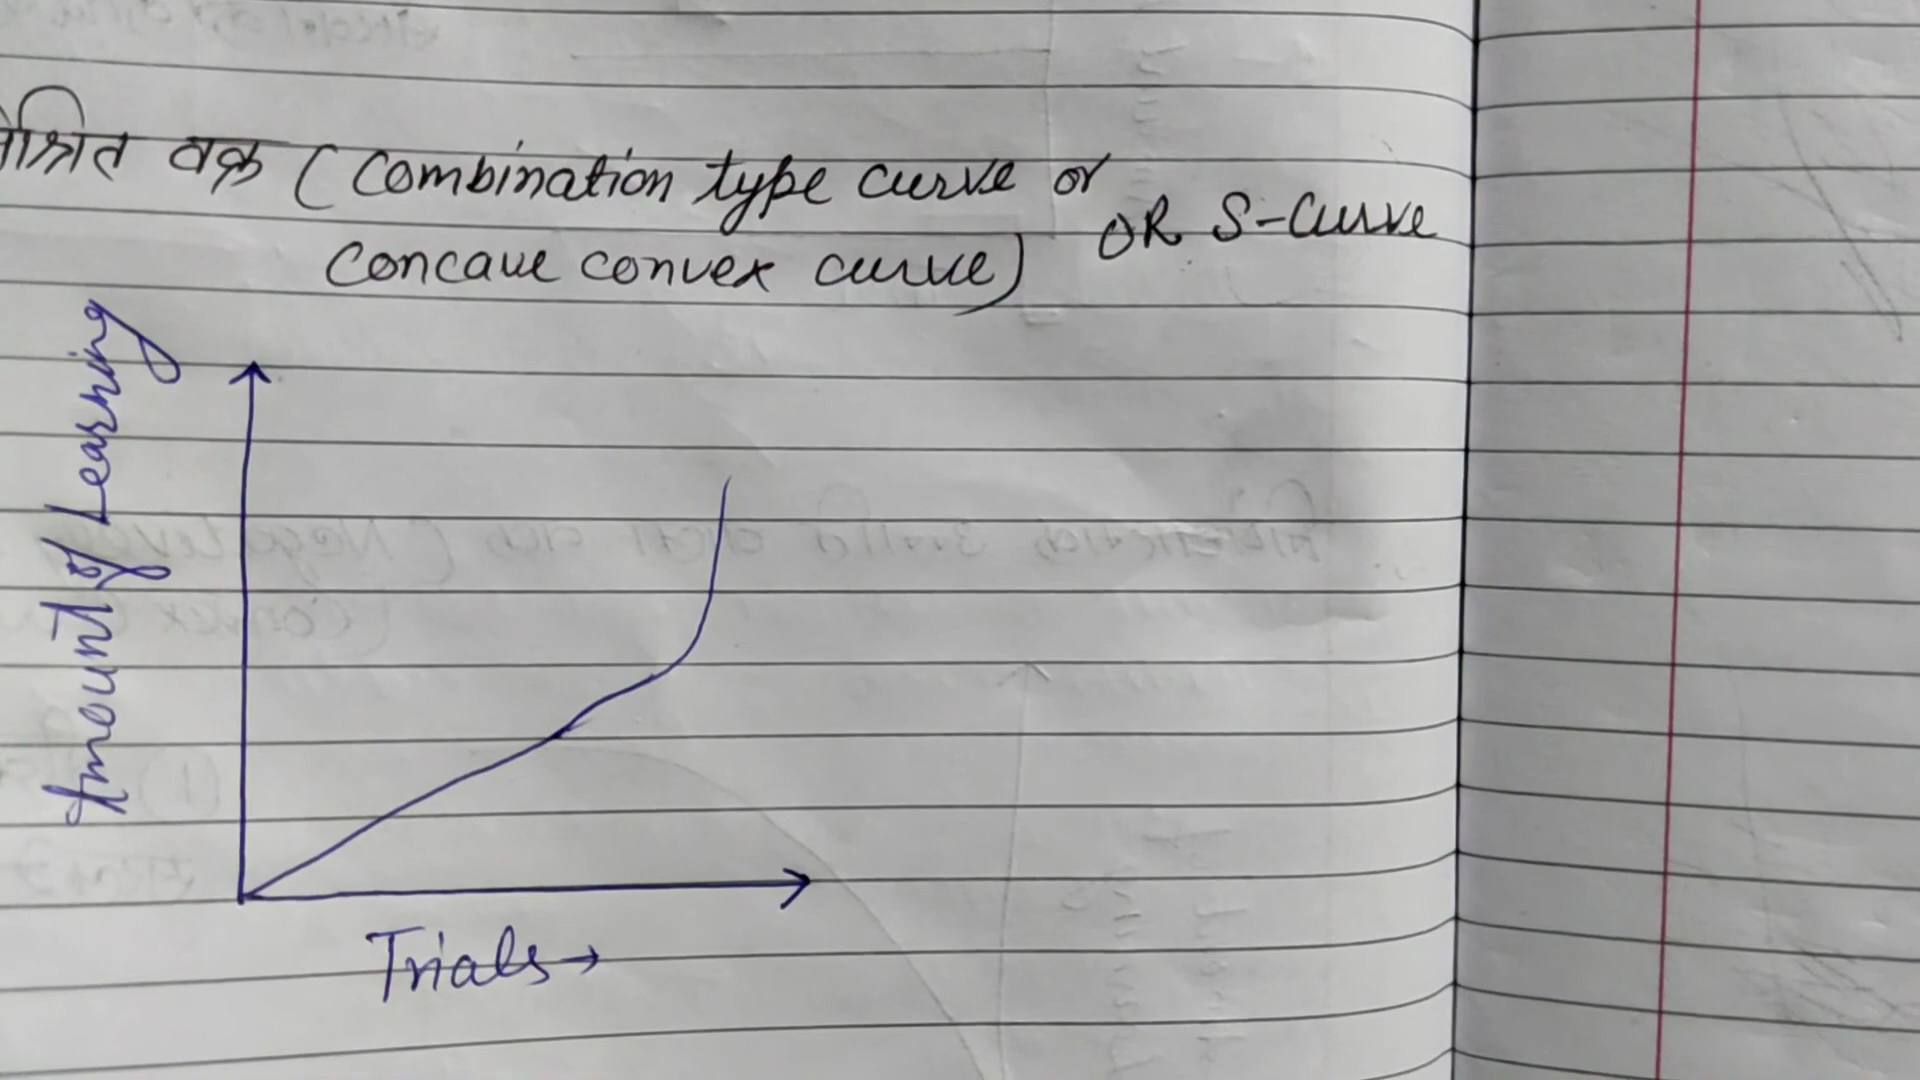 मिश्रित वक्र (Combination type curve or
Concave convex curve) OR S-Curve
Amount of Learning
Trials→